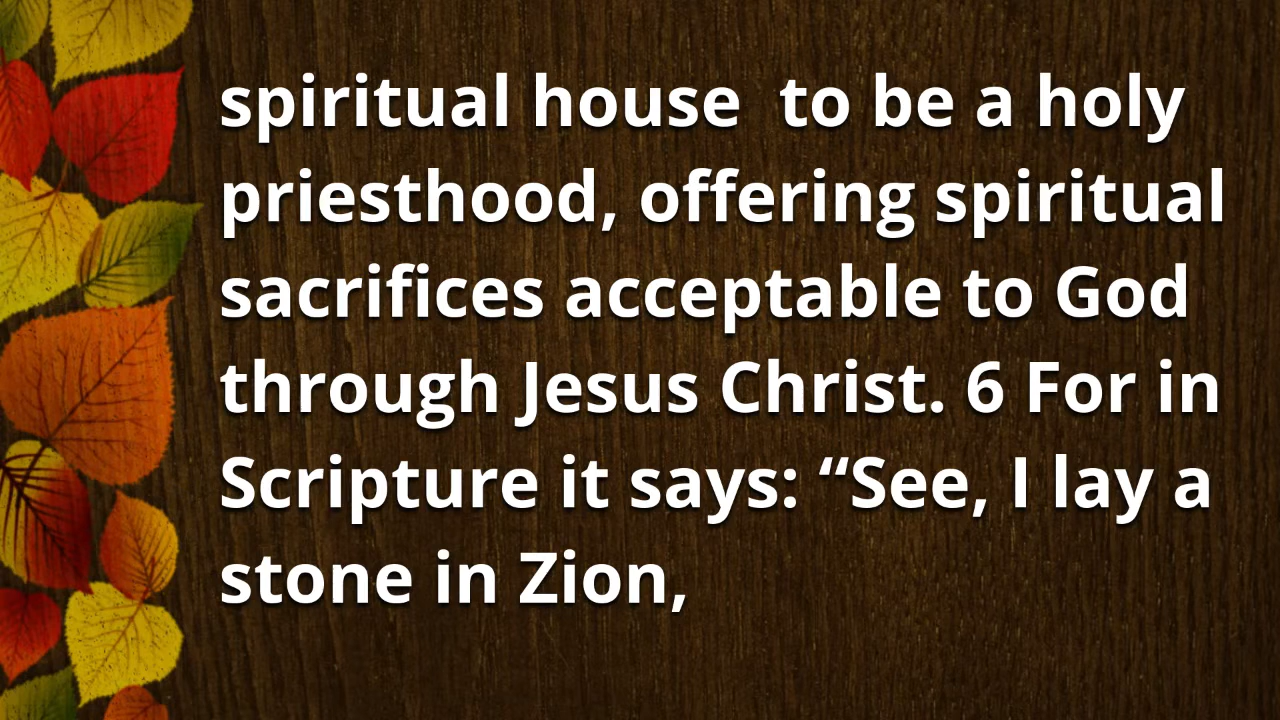 spiritual house  to be a holy
priesthood, offering spiritual
sacrifices acceptable to God
through Jesus Christ. 6 For in
Scripture it says: “See, I lay a
stone in Zion,